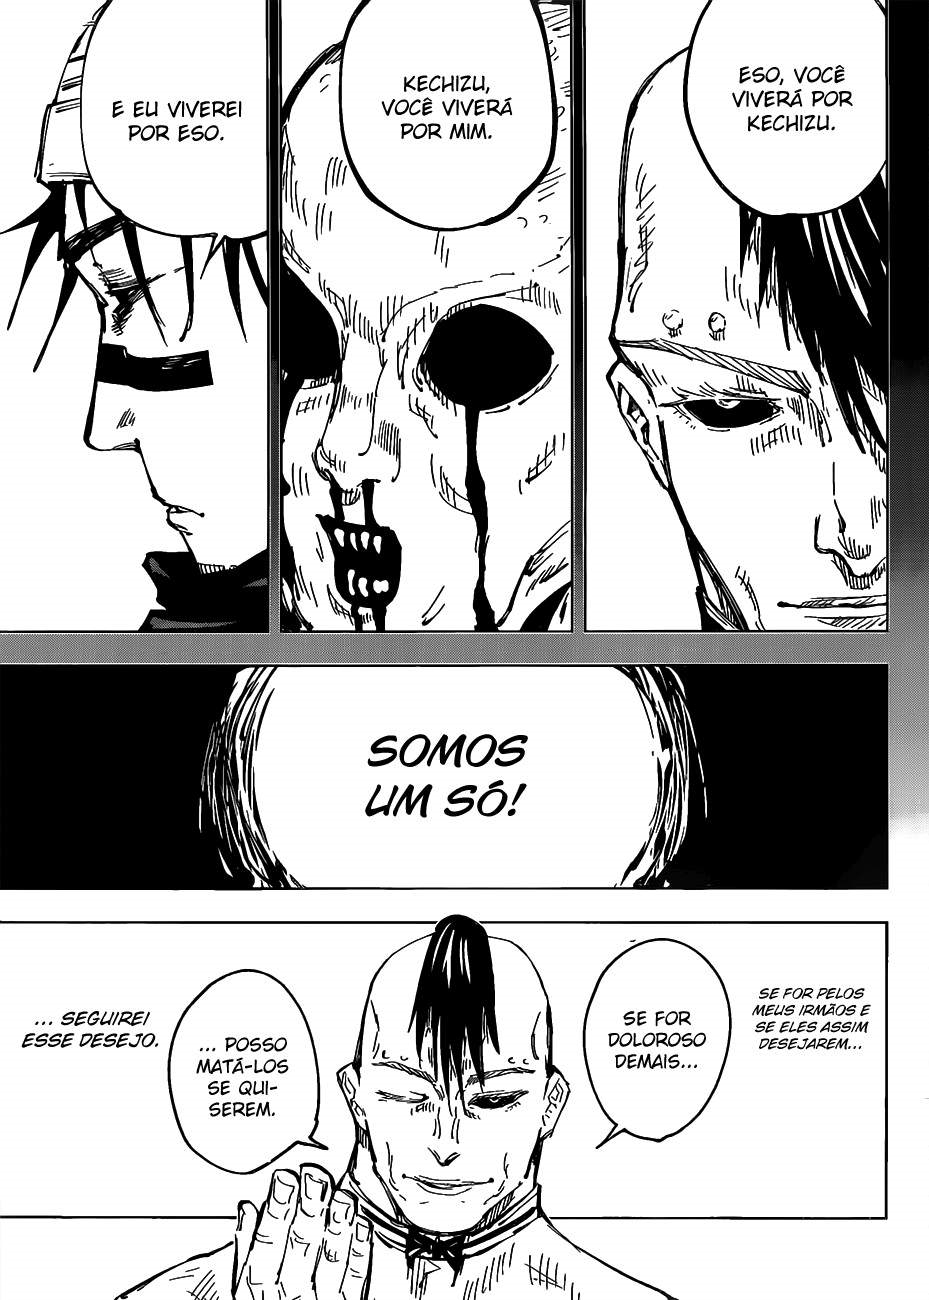 ESO, VOCÊ
VIVERÁ POR
KECHIZU.
KECHIZU,
VOCÊ VIVERÁ
POR MIM.
E EU VIVEREI
POR ESO.
SOMOS
UM SÓ!
SE FOR PELOS
MEUS IRMÃOS E
SE ELES ASSIM
DESEJAREM...
SE FOR
DOLOROSO
DEMAIS...
... POSSO
MATÁ-LOS
SE QUI-
SEREM.
... SEGUIREI
ESSE DESEJO.